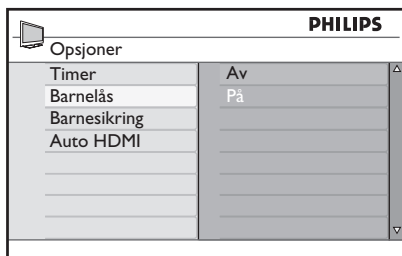 PHILIPS
Opsjoner
Timer
Av
Barnelås
På
Barnesikring
Auto HDMI